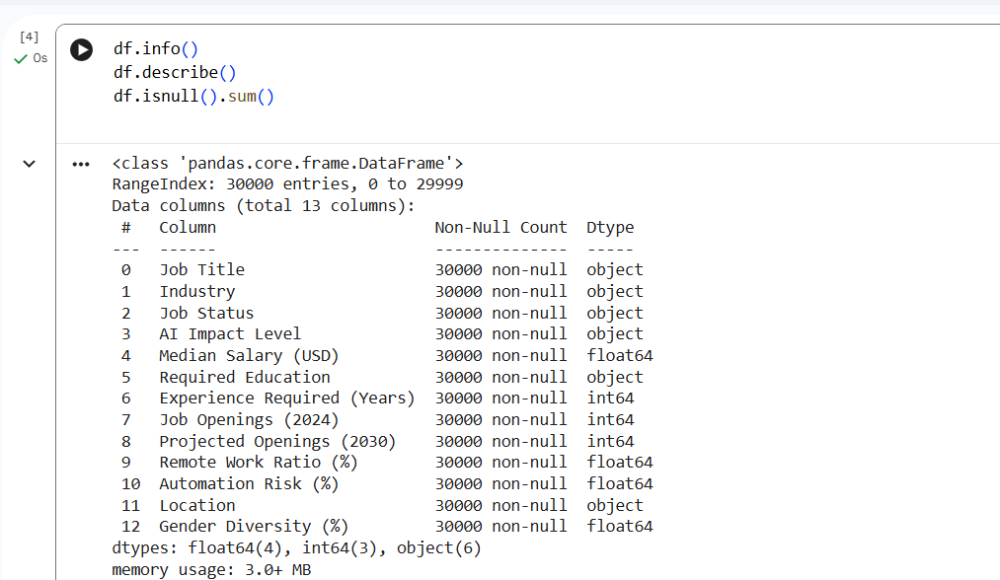 [4]
0s
df.info()
df.describe()
df.isnull().sum()
<class 'pandas.core.frame.DataFrame'>
RangeIndex: 30000 entries, 0 to 29999
Data columns (total 13 columns):
 #   Column                       Non-Null Count  Dtype
---  ------                       --------------  -----
 0   Job Title                    30000 non-null  object
 1   Industry                     30000 non-null  object
 2   Job Status                   30000 non-null  object
 3   AI Impact Level              30000 non-null  object
 4   Median Salary (USD)          30000 non-null  float64
 5   Required Education           30000 non-null  object
 6   Experience Required (Years)  30000 non-null  int64
 7   Job Openings (2024)          30000 non-null  int64
 8   Projected Openings (2030)    30000 non-null  int64
 9   Remote Work Ratio (%)        30000 non-null  float64
 10  Automation Risk (%)          30000 non-null  float64
 11  Location                     30000 non-null  object
 12  Gender Diversity (%)         30000 non-null  float64
dtypes: float64(4), int64(3), object(6)
memory usage: 3.0+ MB